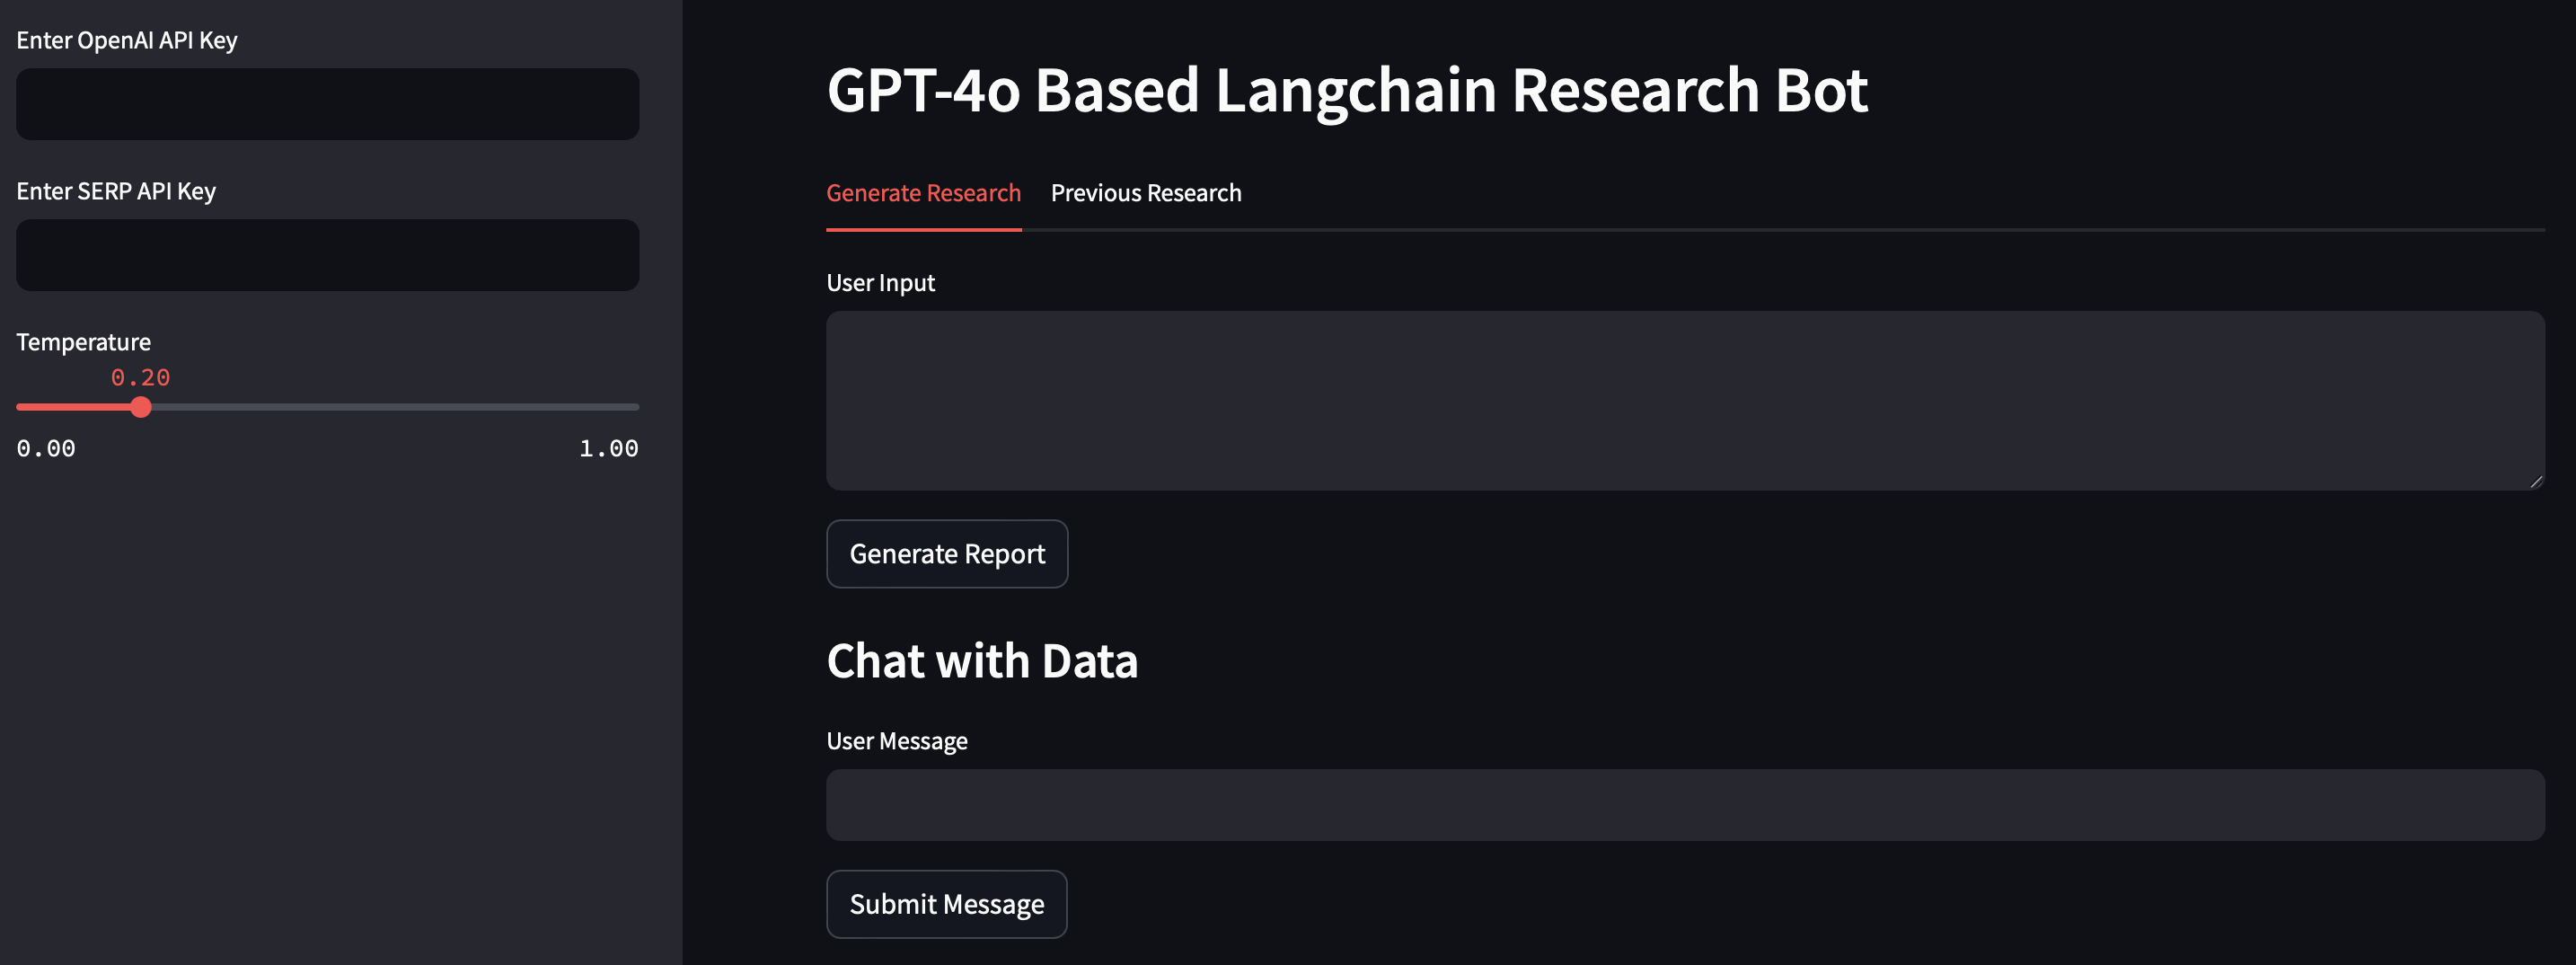 Enter OpenAI API Key
Enter SERP API Key
Temperature
0.20
0.00 1.00
GPT-4o Based Langchain Research Bot
Generate Research Previous Research
User Input
Generate Report
Chat with Data
User Message
Submit Message